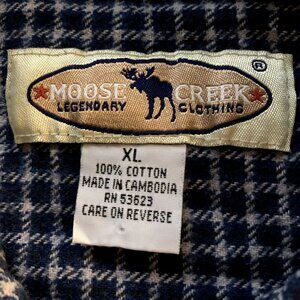 MOOSE CREEK ®
LEGENDARY CLOTHING
XL
100% COTTON
MADE IN CAMBODIA
RN 53623
CARE ON REVERSE